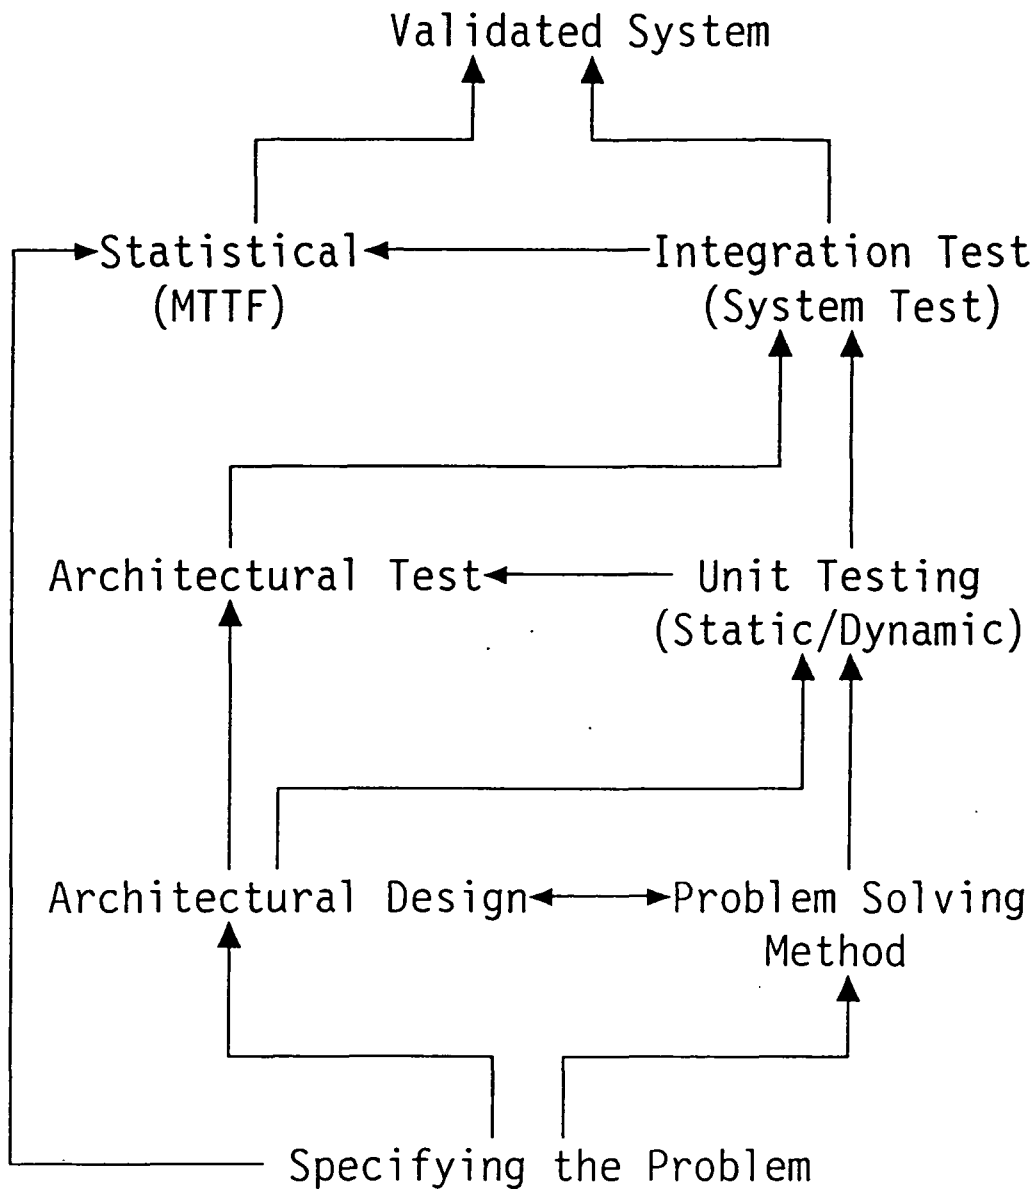 Validated System
Statistical
(MTTF)
Integration Test
(System Test)
Architectural Test
Unit Testing
(Static/Dynamic)
Architectural Design
Problem Solving
Method
Specifying the Problem